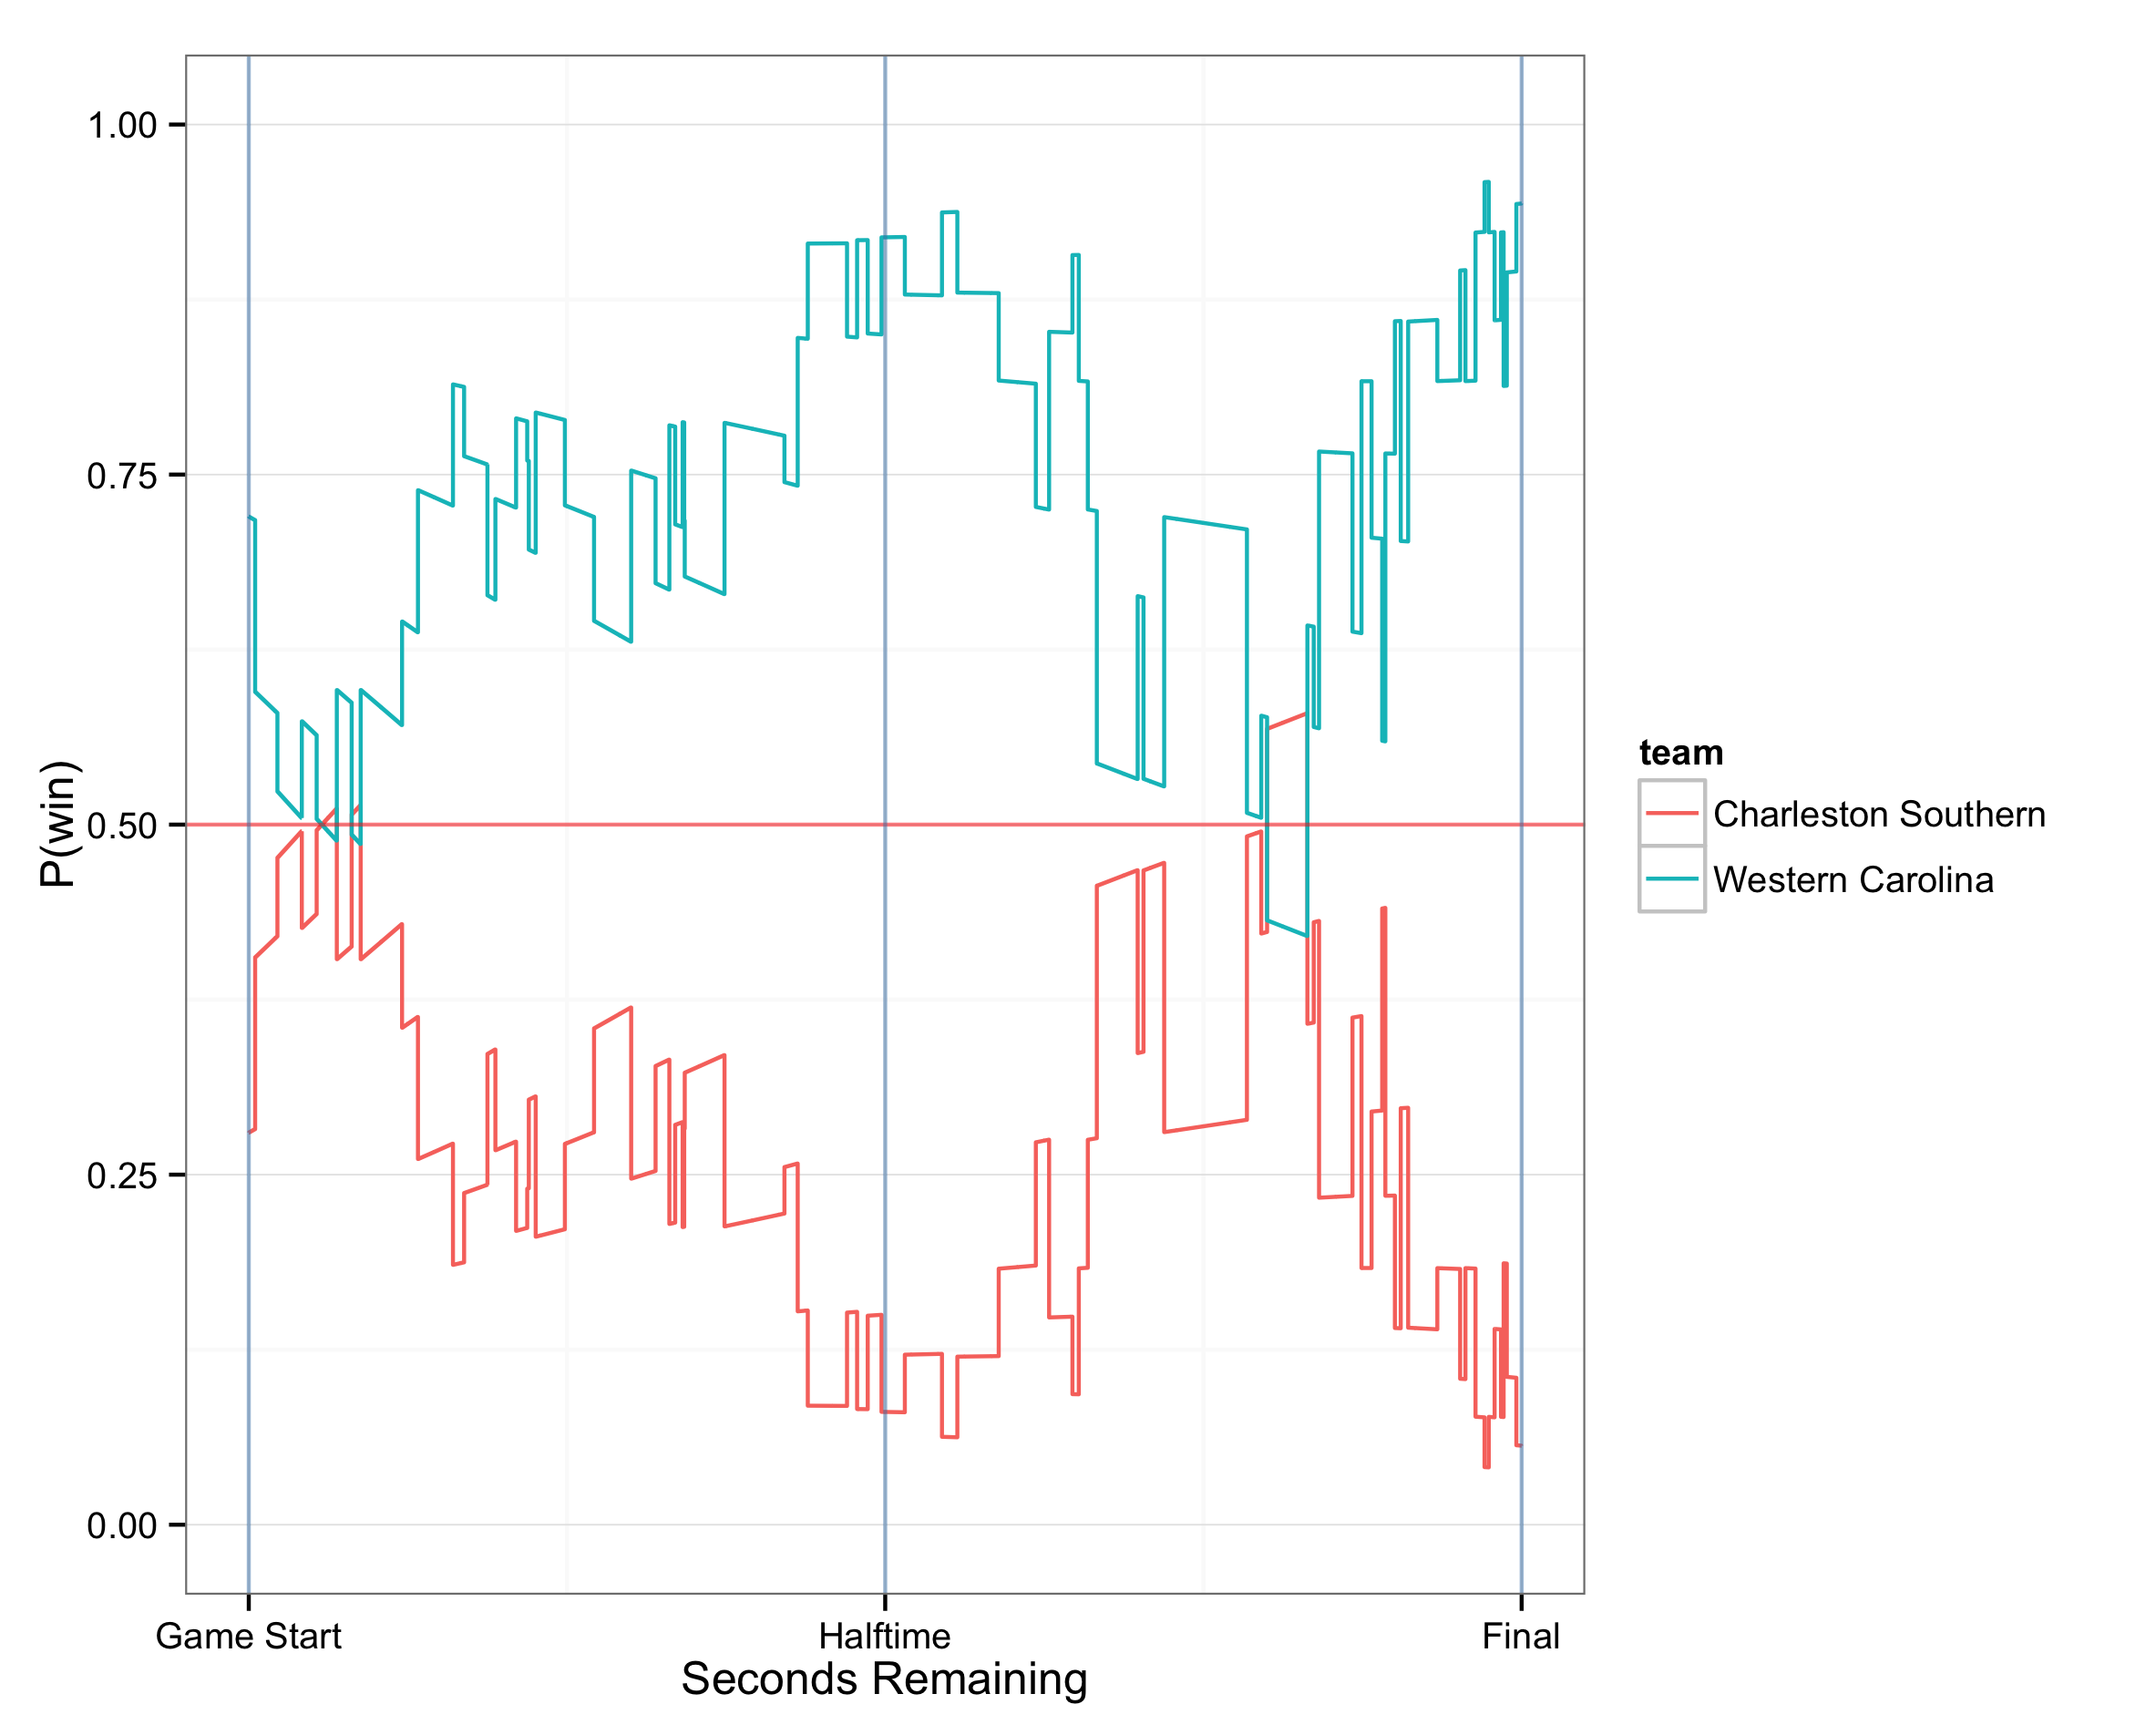 1.00
0.75
0.50
0.25
0.00
P(win)
Game Start
Halftime
Final
Seconds Remaining
team
Charleston Southern
Western Carolina